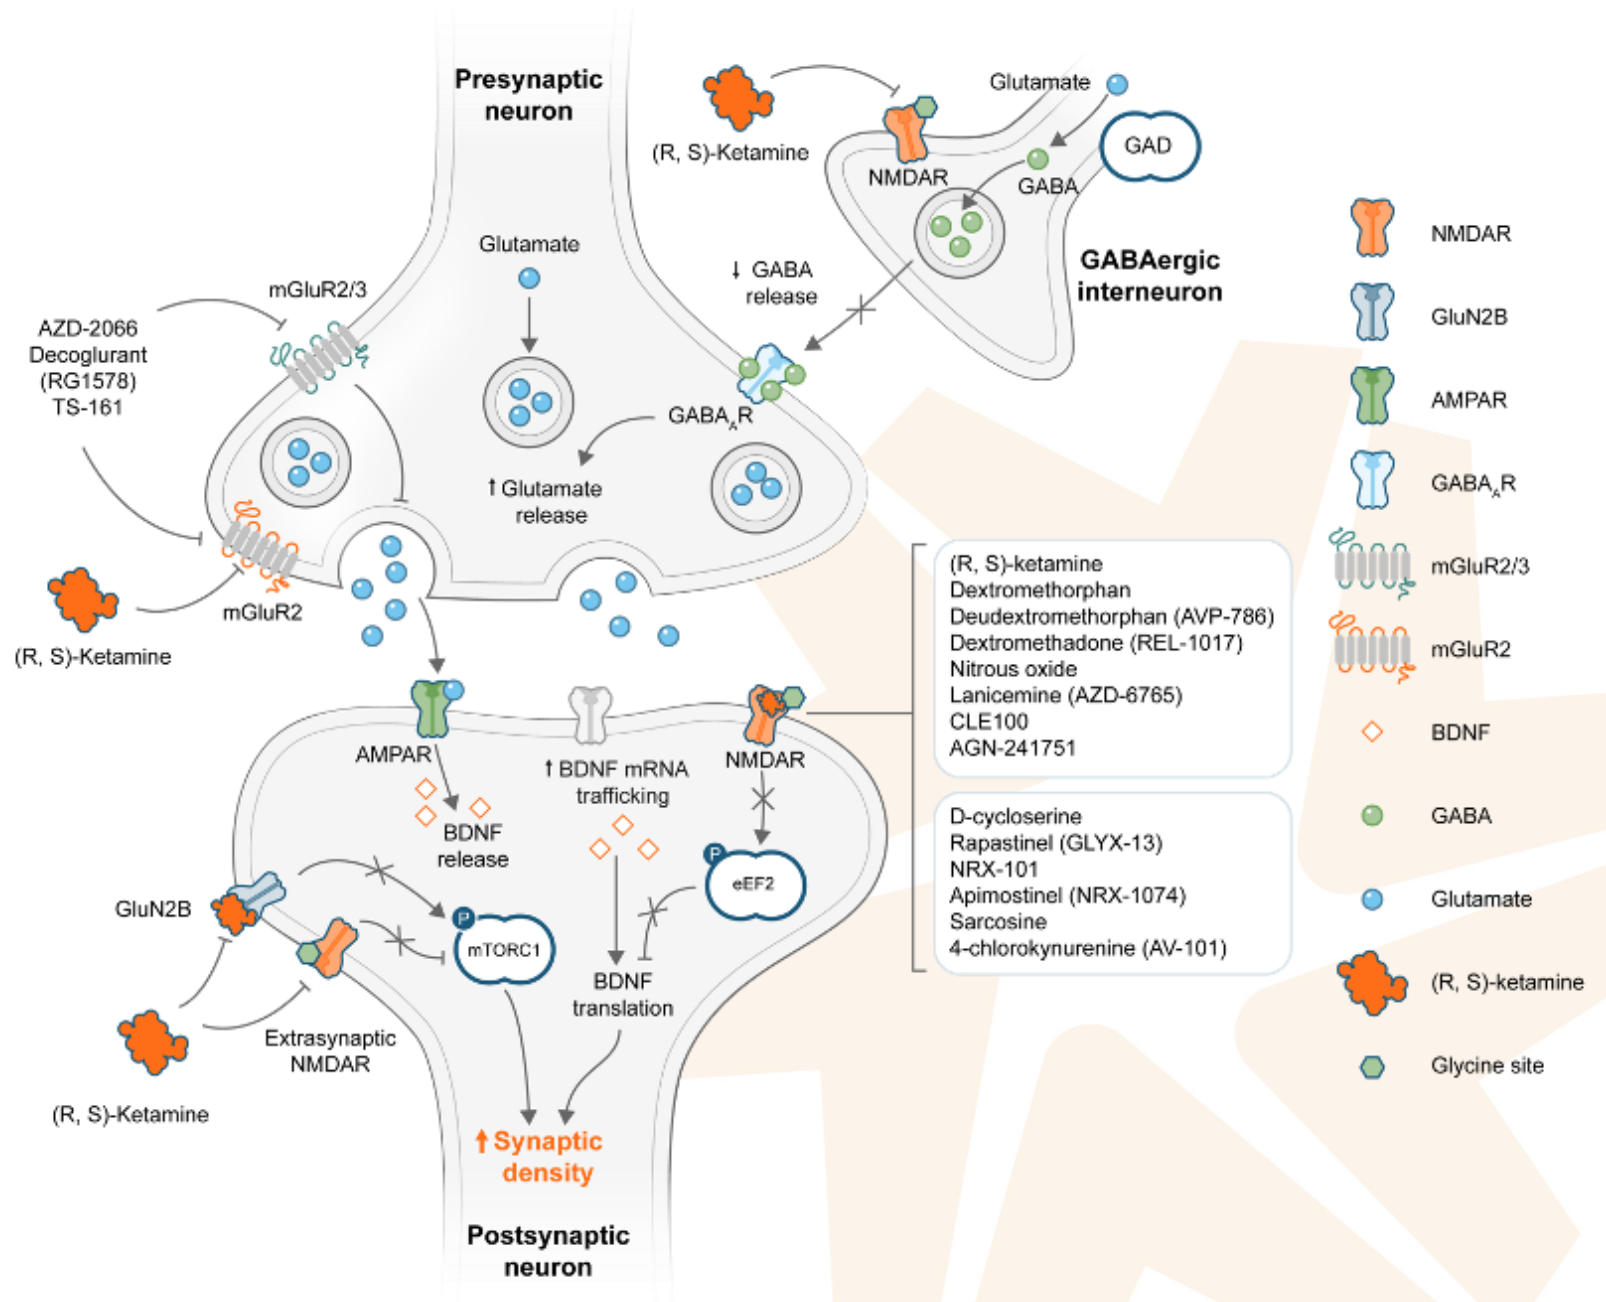 Presynaptic
neuron
(R, S)-Ketamine
Glutamate
NMDAR
GAD
GABA
GABAergic
interneuron
↓ GABA
release
Glutamate
mGluR2/3
AZD-2066
Decoglurant
(RG1578)
TS-161
GABA_AR
↑ Glutamate
release
mGluR2
(R, S)-Ketamine
AMPAR
↑ BDNF mRNA
trafficking
NMDAR
BDNF
release
P
eEF2
GluN2B
P
mTORC1
BDNF
translation
Extrasynaptic
NMDAR
(R, S)-Ketamine
↑ Synaptic
density
Postsynaptic
neuron
(R, S)-ketamine
Dextromethorphan
Deudextromethorphan (AVP-786)
Dextromethadone (REL-1017)
Nitrous oxide
Lanicemine (AZD-6765)
CLE100
AGN-241751
D-cycloserine
Rapastinel (GLYX-13)
NRX-101
Apimostinel (NRX-1074)
Sarcosine
4-chlorokynurenine (AV-101)
NMDAR
GluN2B
AMPAR
GABA_AR
mGluR2/3
mGluR2
BDNF
GABA
Glutamate
(R, S)-ketamine
Glycine site